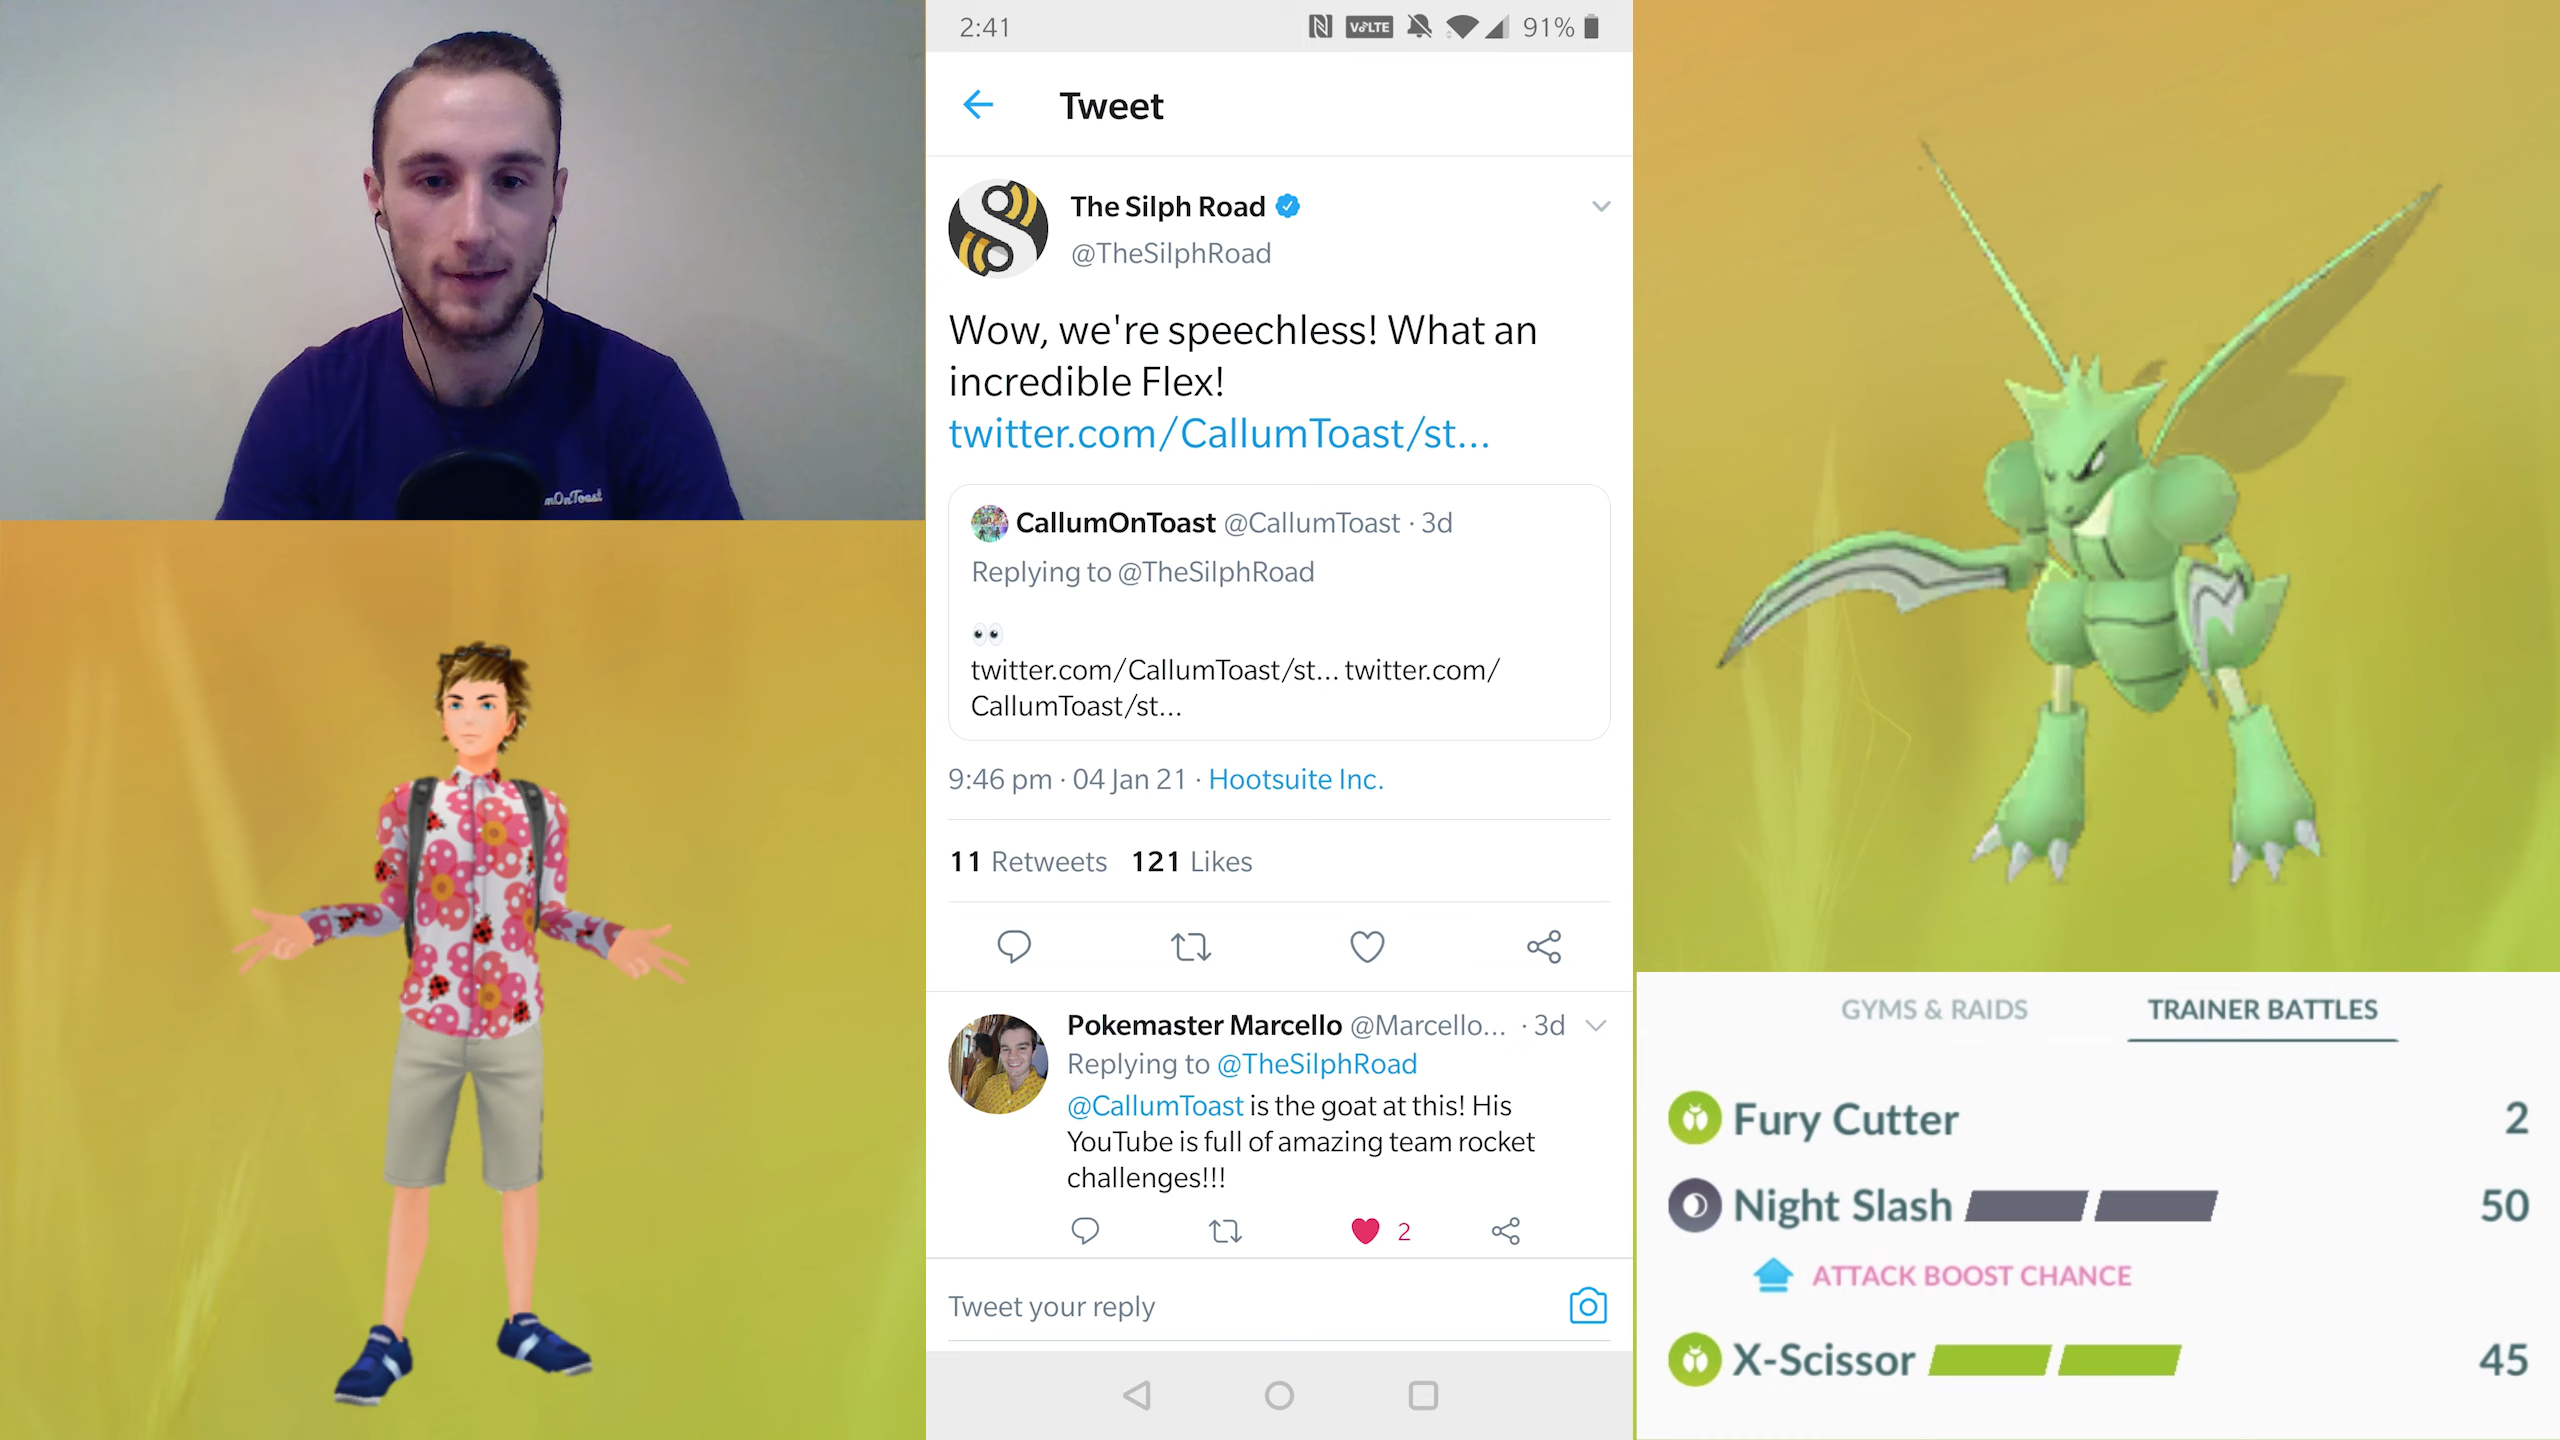 2:41
VoLTE
91%
Tweet
The Silph Road
@TheSilphRoad
Wow, we're speechless! What an
incredible Flex!
twitter.com/CallumToast/st...
CallumOnToast @CallumToast · 3d
Replying to @TheSilphRoad
👀
twitter.com/CallumToast/st... twitter.com/
CallumToast/st...
9:46 pm · 04 Jan 21 · Hootsuite Inc.
11 Retweets 121 Likes
Pokemaster Marcello @Marcello... · 3d
Replying to @TheSilphRoad
@CallumToast is the goat at this! His
YouTube is full of amazing team rocket
challenges!!!
2
Tweet your reply
mOnToast
GYMS & RAIDS TRAINER BATTLES
Fury Cutter 2
Night Slash 50
ATTACK BOOST CHANCE
X-Scissor 45